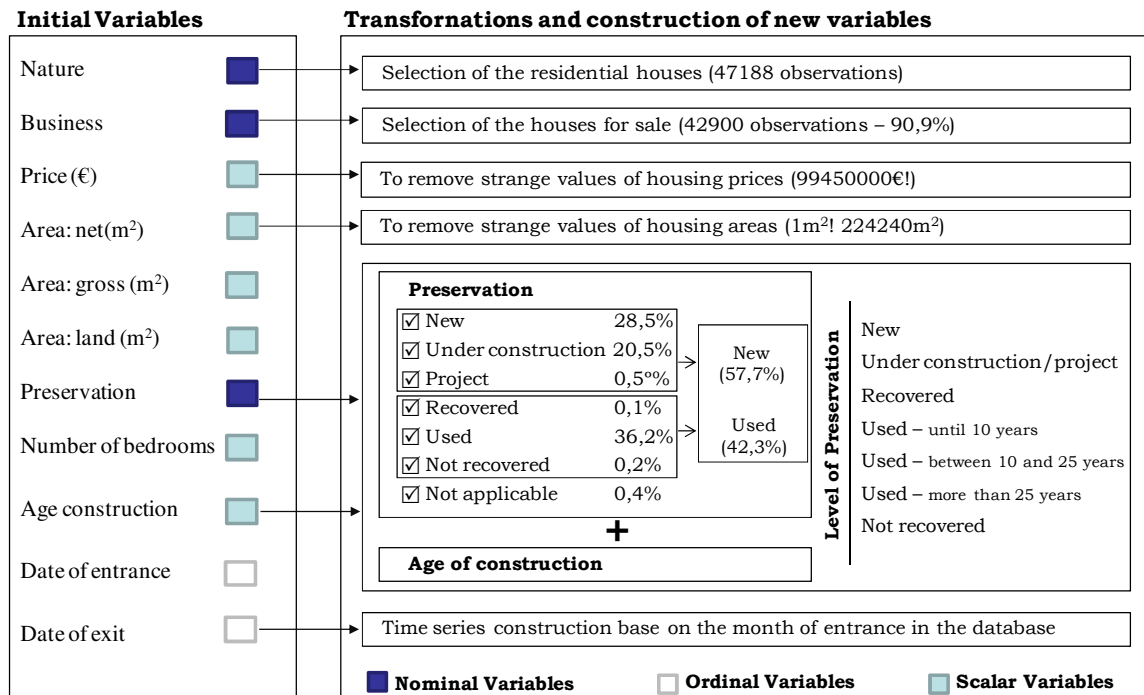 Initial Variables
Transfornations and construction of new variables
Nature
Selection of the residential houses (47188 observations)
Business
Selection of the houses for sale (42900 observations – 90,9%)
Price (€)
To remove strange values of housing prices (99450000€!)
Area: net(m²)
To remove strange values of housing areas (1m²! 224240m²)
Area: gross (m²)
Area: land (m²)
Preservation
Number of bedrooms
Age construction
Date of entrance
Date of exit
Preservation
New 28,5%
Under construction 20,5%
Project 0,5º%
Recovered 0,1%
Used 36,2%
Not recovered 0,2%
Not applicable 0,4%
New
(57,7%)
Used
(42,3%)
+
Age of construction
Level of Preservation
New
Under construction/project
Recovered
Used – until 10 years
Used – between 10 and 25 years
Used – more than 25 years
Not recovered
Time series construction base on the month of entrance in the database
Nominal Variables
Ordinal Variables
Scalar Variables